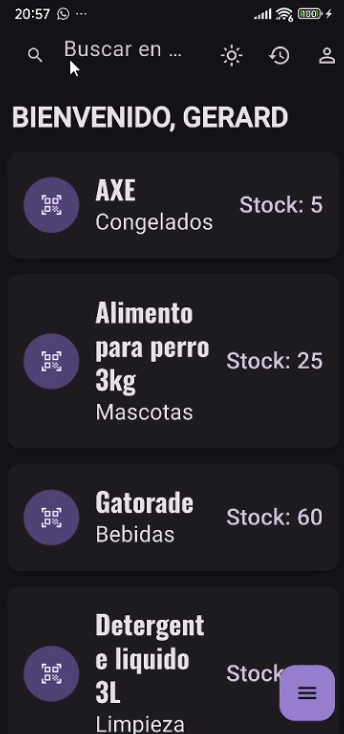 20:57
100
Buscar en ...
BIENVENIDO, GERARD
AXE
Congelados
Stock: 5
Alimento
para perro
3kg
Mascotas
Stock: 25
Gatorade
Bebidas
Stock: 60
Detergent
e liquido
3L
Limpieza
Stock